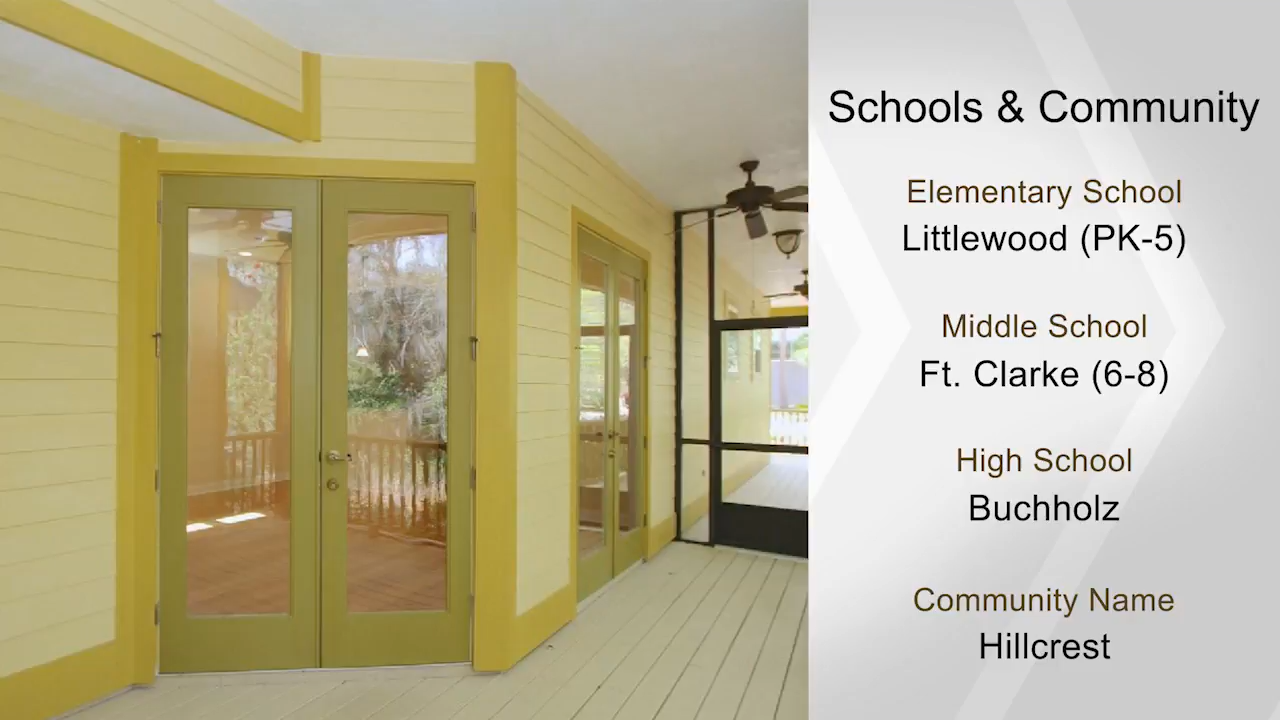 Schools & Community
Elementary School
Littlewood (PK-5)
Middle School
Ft. Clarke (6-8)
High School
Buchholz
Community Name
Hillcrest